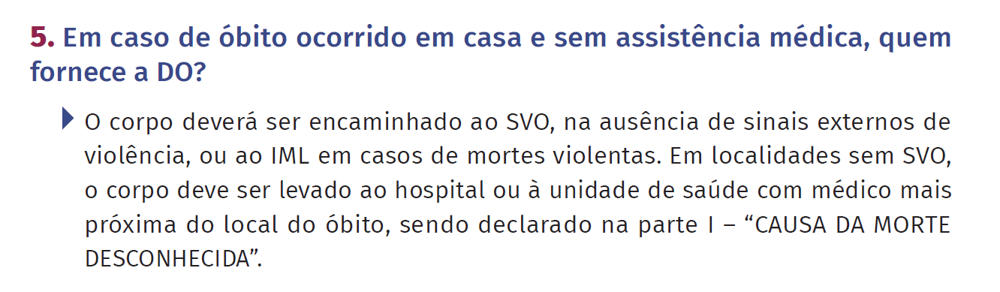 5. Em caso de óbito ocorrido em casa e sem assistência médica, quem
fornece a DO?
O corpo deverá ser encaminhado ao SVO, na ausência de sinais externos de
violência, ou ao IML em casos de mortes violentas. Em localidades sem SVO,
o corpo deve ser levado ao hospital ou à unidade de saúde com médico mais
próxima do local do óbito, sendo declarado na parte I – “CAUSA DA MORTE
DESCONHECIDA”.